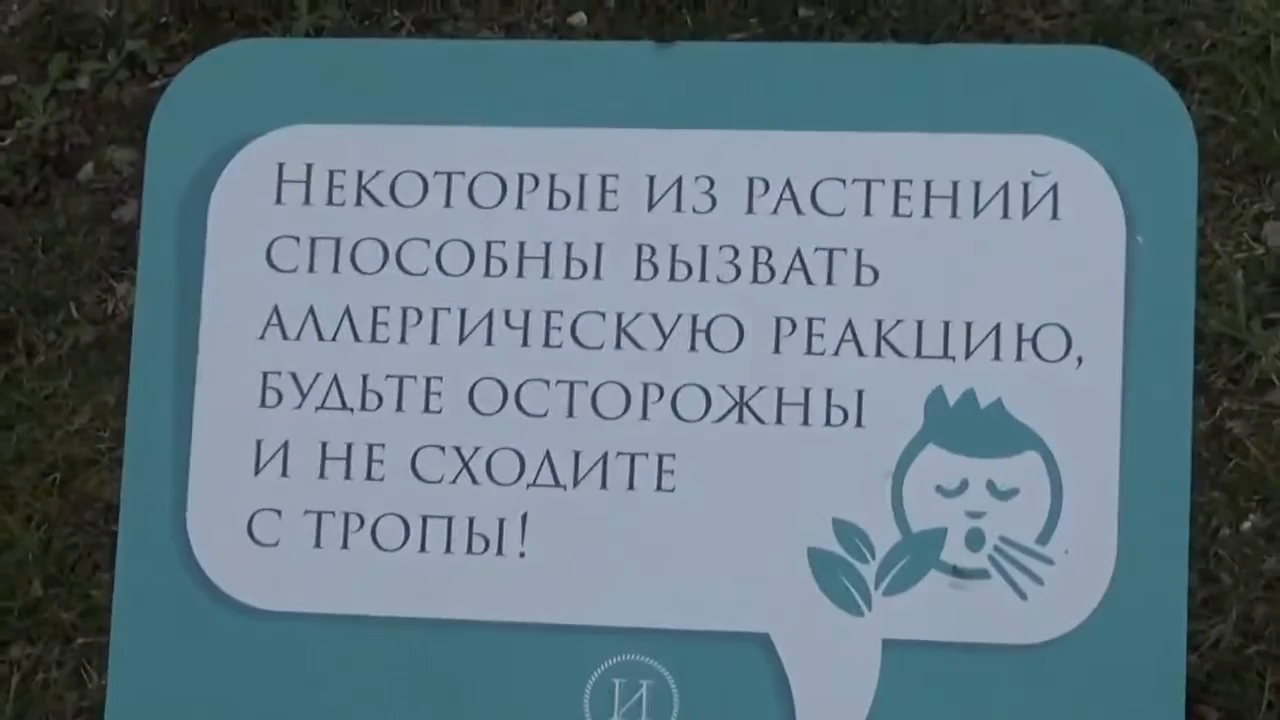 Некоторые из растений
способны вызвать
аллергическую реакцию,
будьте осторожны
и не сходите
с тропы!
И